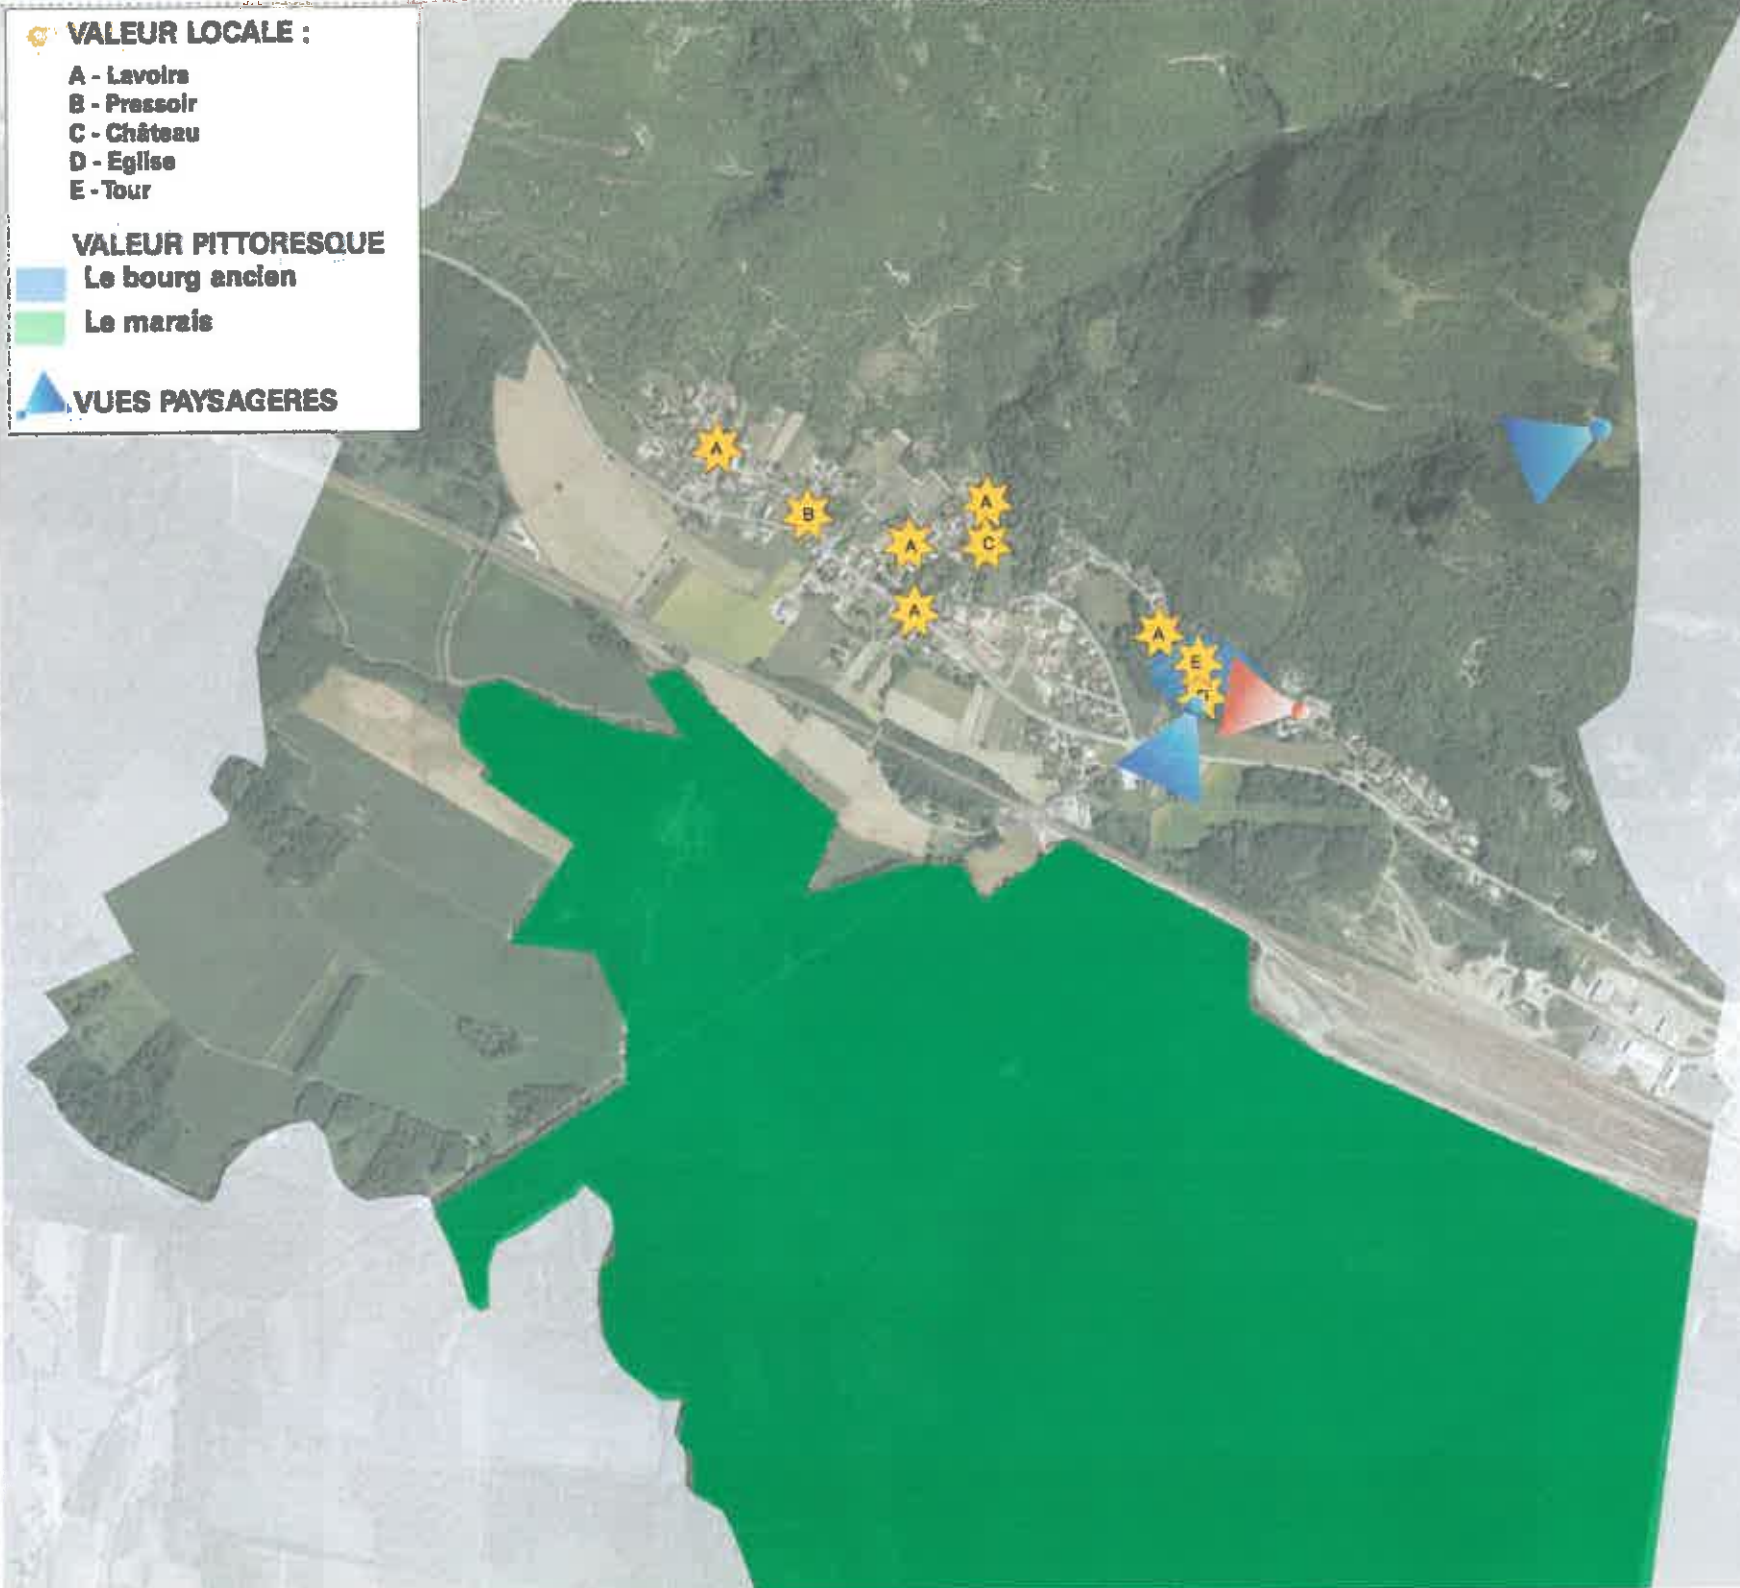 VALEUR LOCALE :
A - Lavoirs
B - Pressoir
C - Château
D - Eglise
E - Tour
VALEUR PITTORESQUE
Le bourg ancien
Le marais
VUES PAYSAGERES
A
B
A
A
C
A
A
E